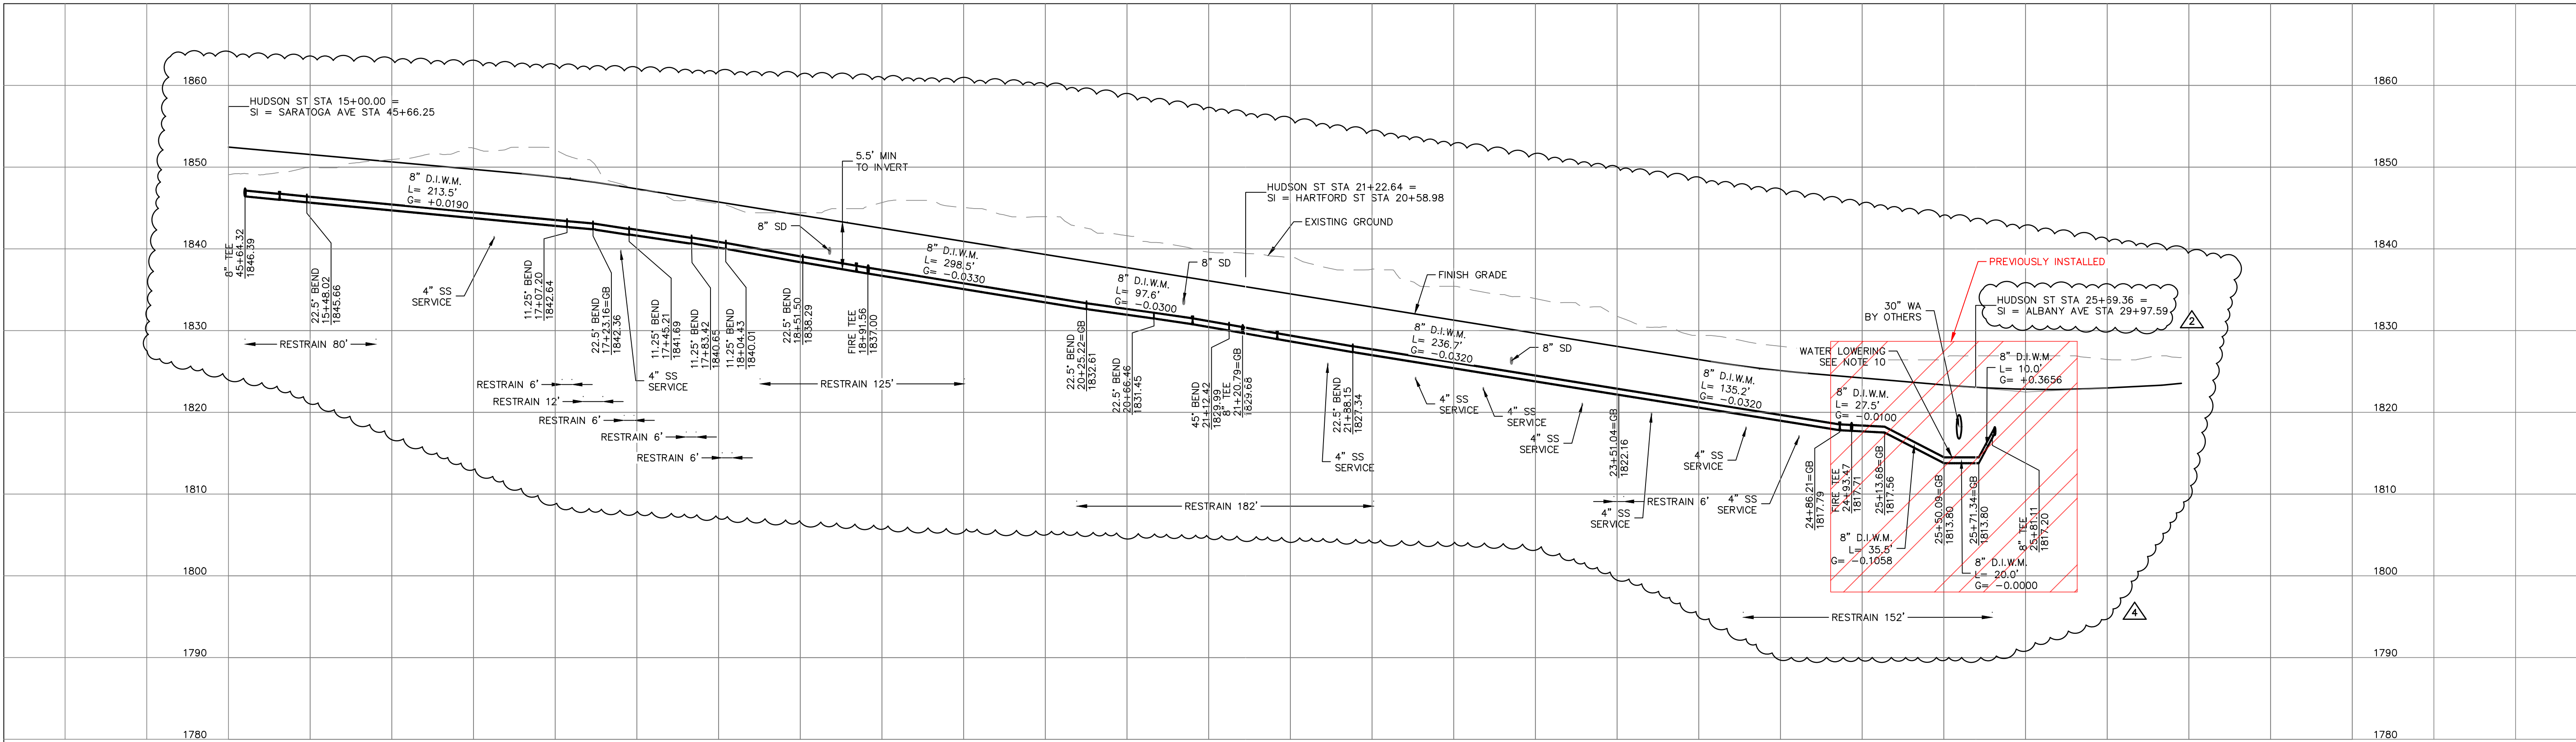 1860
1850
1840
1830
1820
1810
1800
1790
1780
HUDSON ST STA 15+00.00 =
SI = SARATOGA AVE STA 45+66.25
8" D.I.W.M.
L= 213.5'
G= +0.0190
8" TEE
45+64.32
1846.39
22.5° BEND
15+48.02
1845.66
RESTRAIN 80'
4" SS
SERVICE
11.25° BEND
17+07.20
1842.64
22.5° BEND
17+23.16=GB
1842.36
4" SS
SERVICE
11.25° BEND
17+45.21
1841.69
11.25° BEND
17+83.42
1840.65
11.25° BEND
18+04.43
1840.01
RESTRAIN 6'
RESTRAIN 12'
RESTRAIN 6'
RESTRAIN 6'
RESTRAIN 6'
8" SD
5.5' MIN
TO INVERT
22.5° BEND
18+51.50
1838.29
FIRE TEE
18+91.56
1837.00
RESTRAIN 125'
8" D.I.W.M.
L= 298.5'
G= -0.0330
22.5° BEND
20+25.22=GB
1832.61
8" D.I.W.M.
L= 97.6'
G= -0.0300
22.5° BEND
20+66.46
1831.45
8" SD
45° BEND
21+12.42
1829.99
8" TEE
21+20.79=GB
1829.68
HUDSON ST STA 21+22.64 =
SI = HARTFORD ST STA 20+58.98
EXISTING GROUND
RESTRAIN 182'
4" SS
SERVICE
22.5° BEND
21+88.15
1827.34
FINISH GRADE
8" D.I.W.M.
L= 236.7'
G= -0.0320
4" SS
SERVICE
4" SS
SERVICE
8" SD
4" SS
SERVICE
23+51.04=GB
1822.16
4" SS
SERVICE
RESTRAIN 6'
8" D.I.W.M.
L= 135.2'
G= -0.0320
4" SS
SERVICE
4" SS
SERVICE
24+86.21=GB
1817.79
PREVIOUSLY INSTALLED
30" WA
BY OTHERS
HUDSON ST STA 25+69.36 =
SI = ALBANY AVE STA 29+97.59
2
WATER LOWERING
SEE NOTE 10
8" D.I.W.M.
L= 10.0'
G= +0.3656
8" D.I.W.M.
L= 27.5'
G= -0.0100
FIRE TEE
24+93.47
1817.71
25+13.68=GB
1817.56
8" D.I.W.M.
L= 35.5'
G= -0.1058
25+50.09=GB
1813.80
25+71.34=GB
1813.80
8" TEE
25+81.11
1817.20
8" D.I.W.M.
L= 20.0'
G= -0.0000
RESTRAIN 152'
4
1860
1850
1840
1830
1820
1810
1800
1790
1780